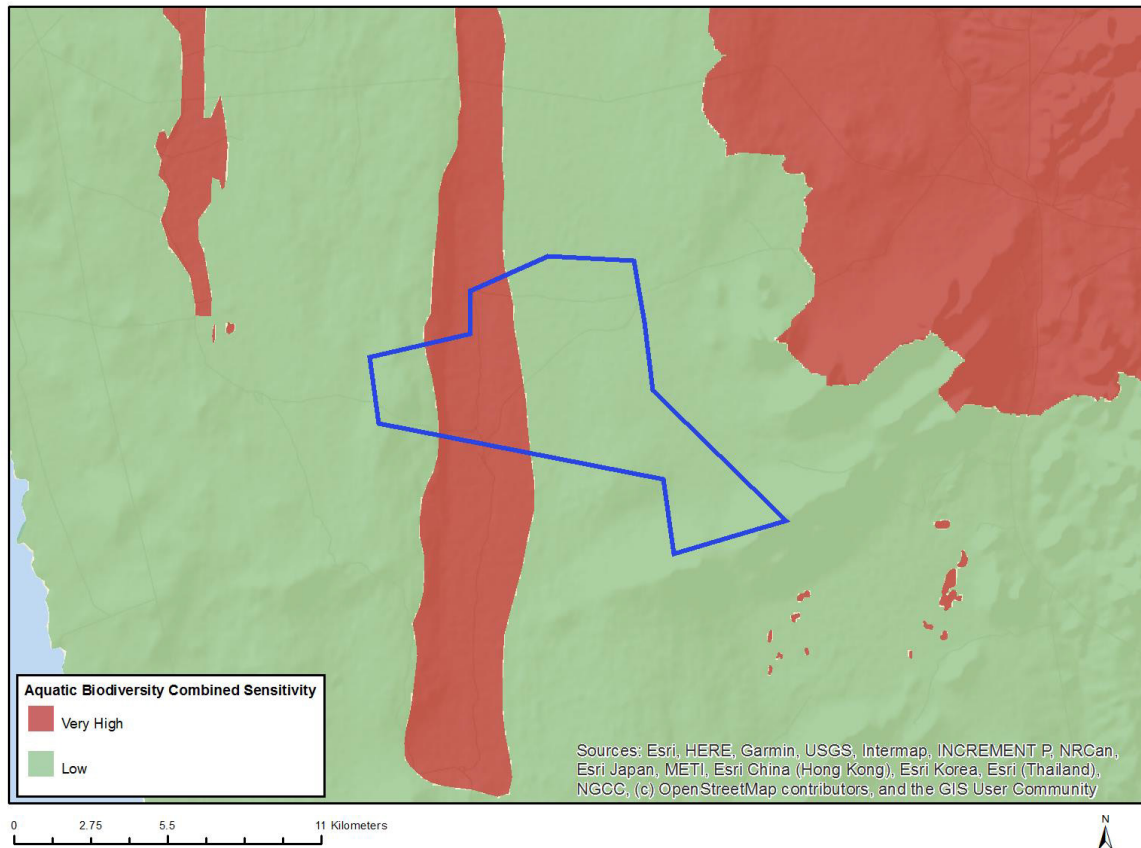 Aquatic Biodiversity Combined Sensitivity
Very High
Low
Sources: Esri, HERE, Garmin, USGS, Intermap, INCREMENT P, NRCan,
Esri Japan, METI, Esri China (Hong Kong), Esri Korea, Esri (Thailand),
NGCC, (c) OpenStreetMap contributors, and the GIS User Community
0 2.75 5.5 11 Kilometers
N